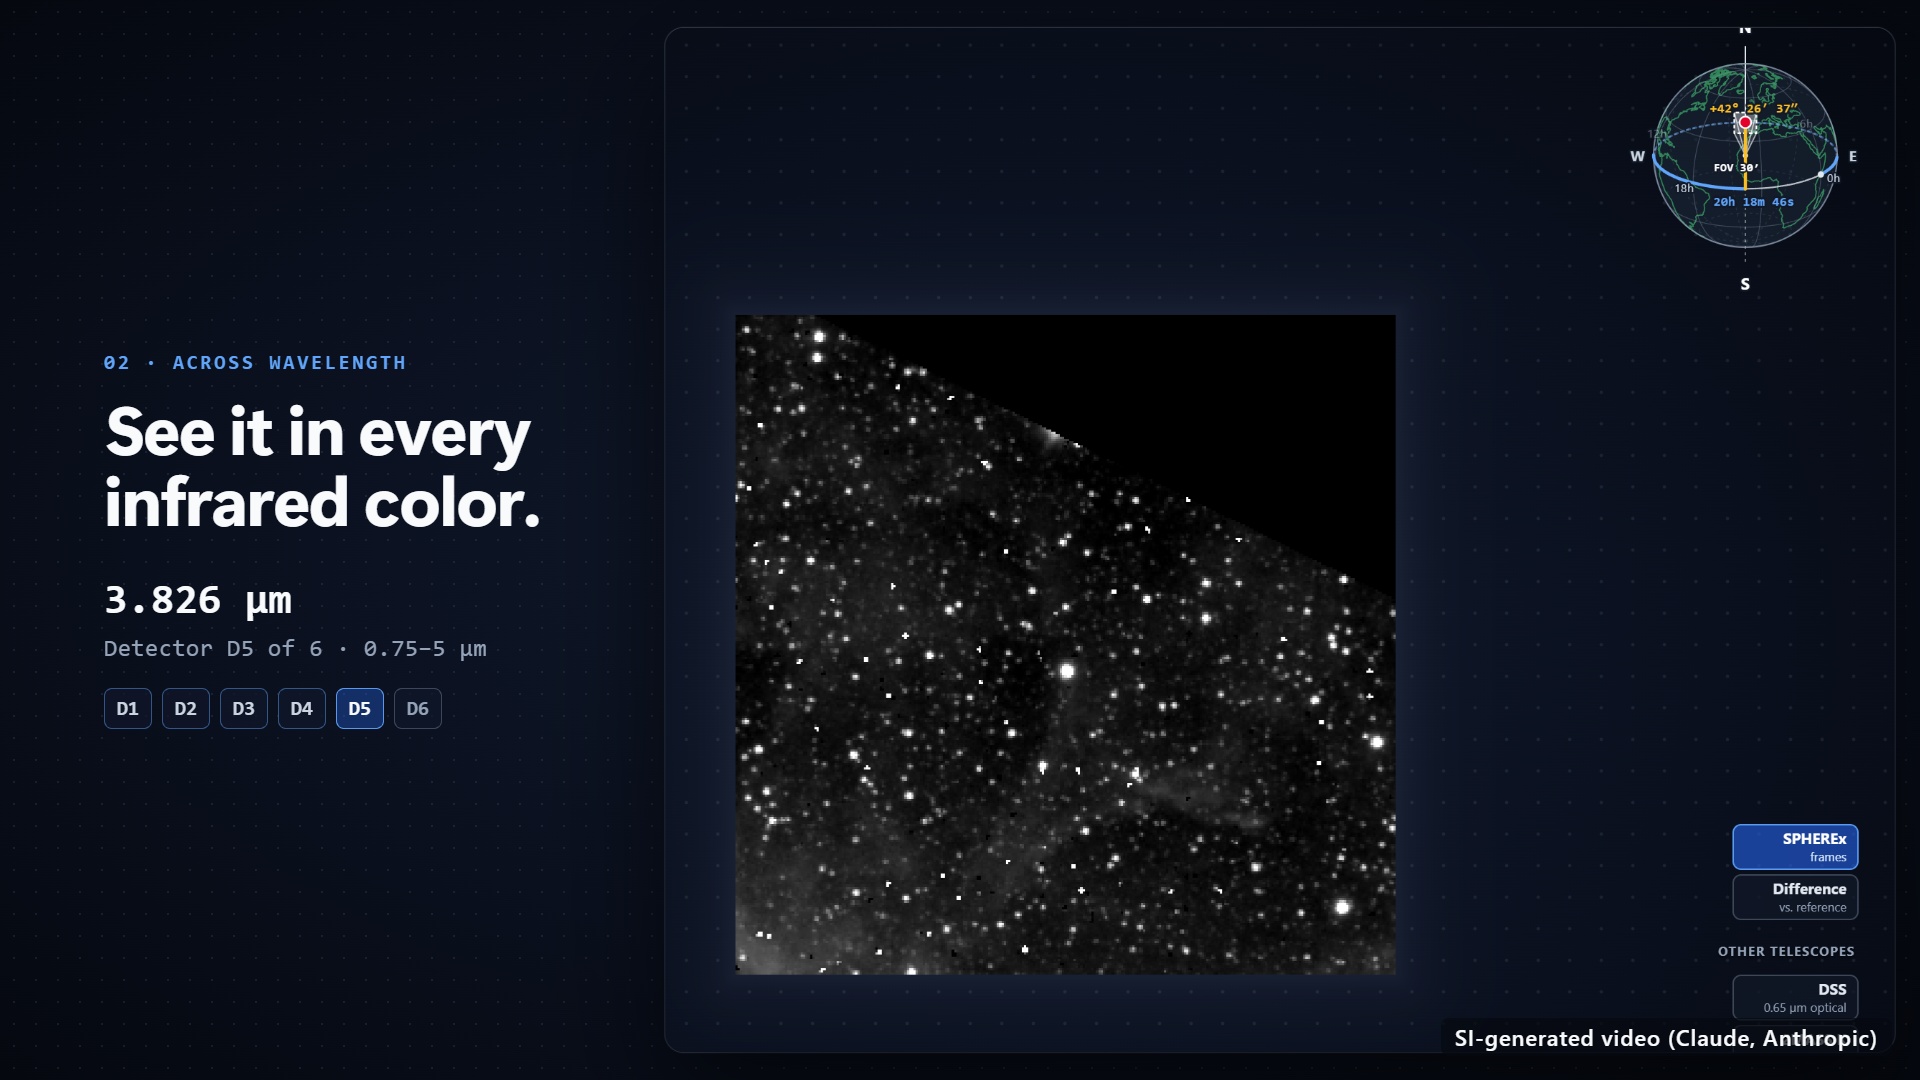 02 · ACROSS WAVELENGTH
See it in every
infrared color.
3.826 µm
Detector D5 of 6 · 0.75–5 µm
D1 D2 D3 D4 D5 D6
N
+42° 26′ 37″
12h
6h
W
E
FOV 30′
18h
0h
20h 18m 46s
S
SPHEREx
frames
Difference
vs. reference
OTHER TELESCOPES
DSS
0.65 µm optical
SI-generated video (Claude, Anthropic)